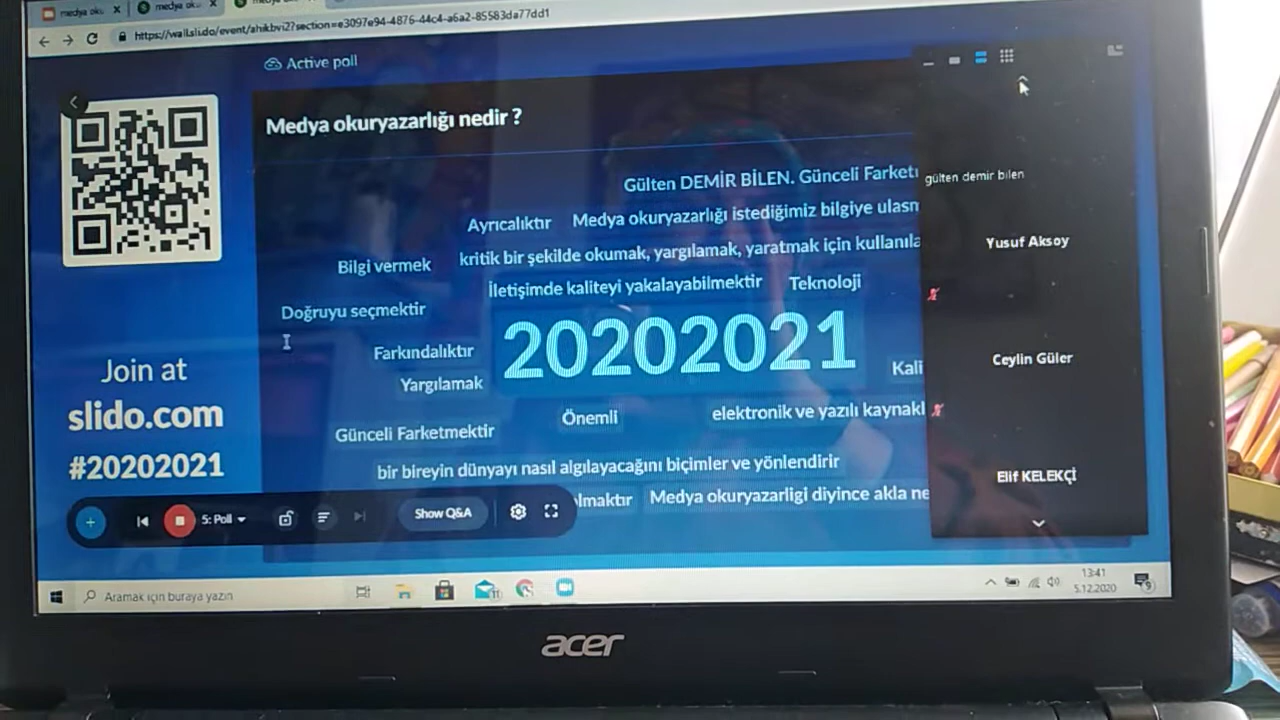 medya oku
medya oku
https://wall.sli.do/event/ahikbvi2?section=e3097e94-4876-44c4-a6a2-85583da77dd1
Active poll
Medya okuryazarlığı nedir ?
Gülten DEMİR BİLEN. Günceli Farketi
Ayrıcalıktır
Medya okuryazarlığı istediğimiz bilgiye ulaşm
Bilgi vermek
kritik bir şekilde okumak, yargılamak, yaratmak için kullanıla
İletişimde kaliteyi yakalayabilmektir
Teknoloji
Doğruyu seçmektir
20202021
Farkındalıktır
Kali
Yargılamak
Önemli
elektronik ve yazılı kaynakl
Günceli Farketmektir
bir bireyin dünyayı nasıl algılayacağını biçimler ve yönlendirir
lmaktır
Medya okuryazarligi diyince akla ne
Join at
slido.com
#20202021
5: Poll
Show Q&A
gülten demir bilen
Yusuf Aksoy
Ceylin Güler
Elif KELEKÇİ
Aramak için buraya yazın
11
13:41
5.12.2020
9
acer